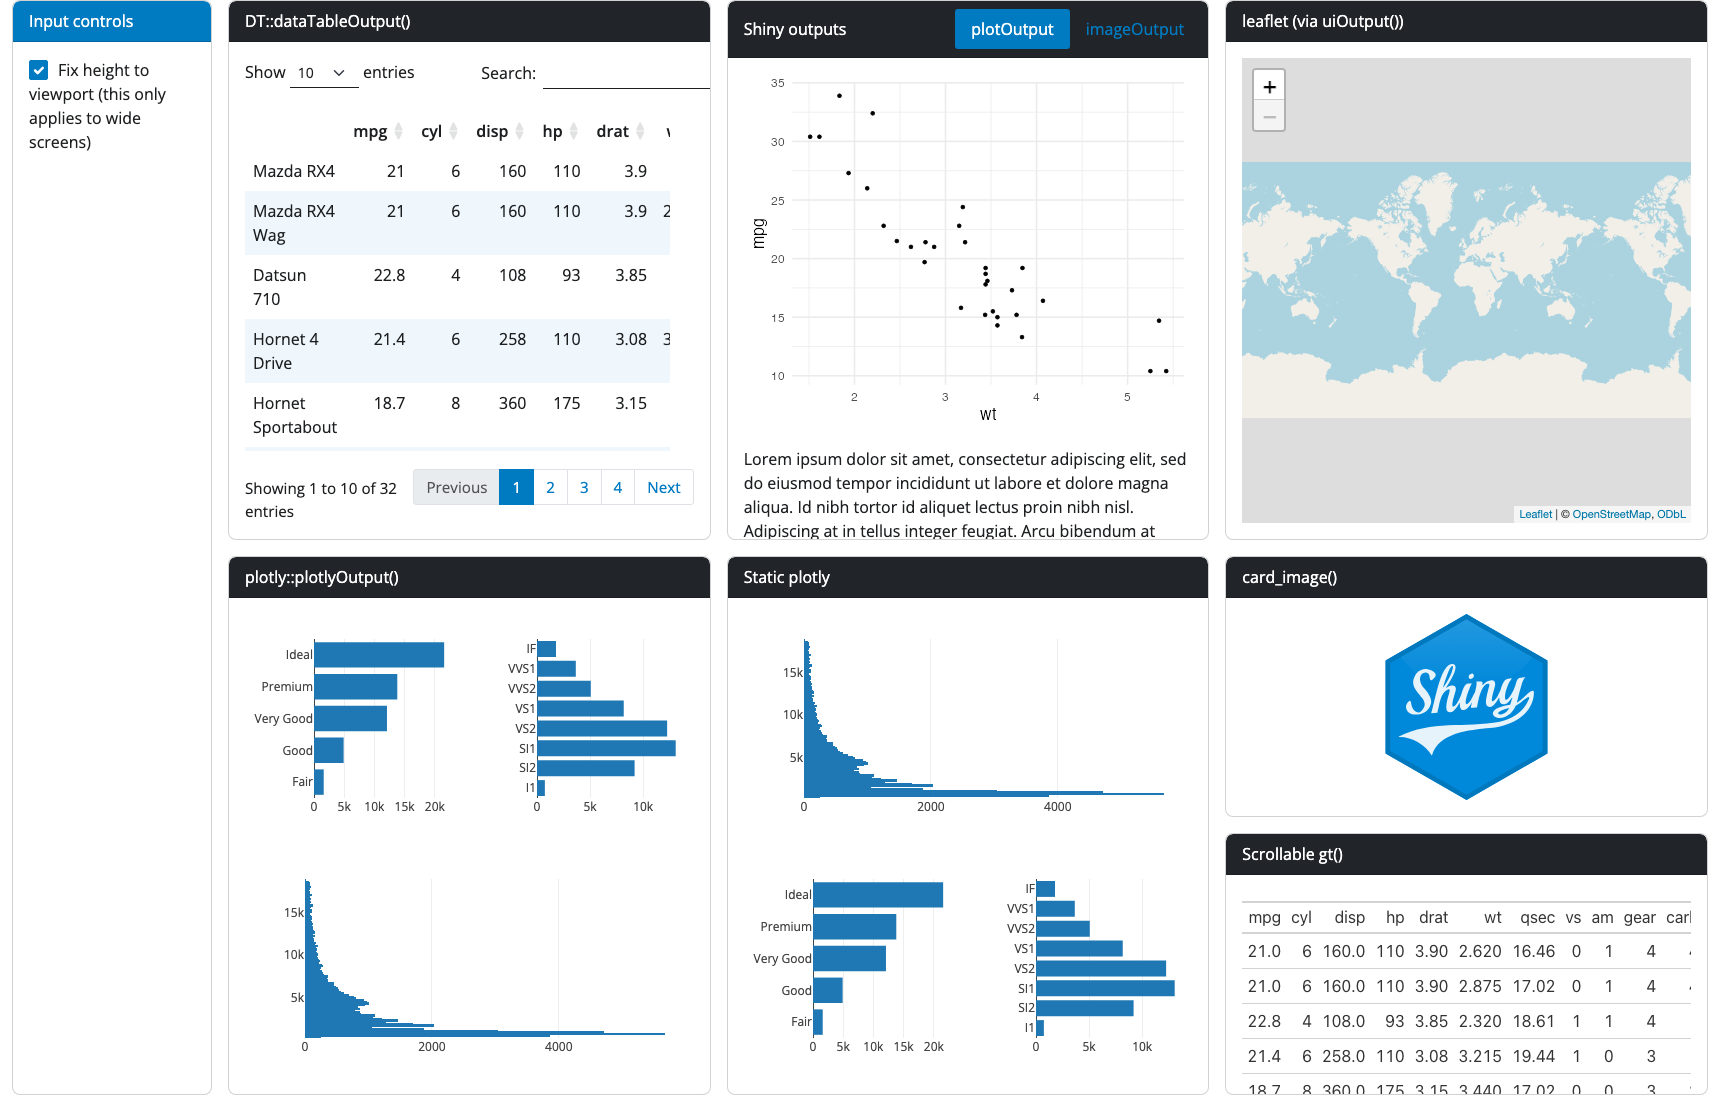 Input controls
Fix height to
viewport (this only
applies to wide
screens)
DT::dataTableOutput()
Show 10 entries Search:
mpg cyl disp hp drat
Mazda RX4 21 6 160 110 3.9
Mazda RX4 21 6 160 110 3.9 2
Wag
Datsun 22.8 4 108 93 3.85
710
Hornet 4 21.4 6 258 110 3.08 3
Drive
Hornet 18.7 8 360 175 3.15
Sportabout
Showing 1 to 10 of 32
entries
Previous 1 2 3 4 Next
Shiny outputs plotOutput imageOutput
35
30
25
20
15
10
mpg
2 3 4 5
wt
Lorem ipsum dolor sit amet, consectetur adipiscing elit, sed
do eiusmod tempor incididunt ut labore et dolore magna
aliqua. Id nibh tortor id aliquet lectus proin nibh nisl.
Adipiscing at in tellus integer feugiat. Arcu bibendum at
leaflet (via uiOutput())
+
−
Leaflet | © OpenStreetMap, ODbL
plotly::plotlyOutput()
Ideal
Premium
Very Good
Good
Fair
0 5k 10k 15k 20k
IF
VVS1
VVS2
VS1
VS2
SI1
SI2
I1
0 5k 10k
15k
10k
5k
0 2000 4000
Static plotly
15k
10k
5k
0 2000 4000
Ideal
Premium
Very Good
Good
Fair
0 5k 10k 15k 20k
IF
VVS1
VVS2
VS1
VS2
SI1
SI2
I1
0 5k 10k
card_image()
Shiny
Scrollable gt()
mpg cyl disp hp drat wt qsec vs am gear
21.0 6 160.0 110 3.90 2.620 16.46 0 1 4
21.0 6 160.0 110 3.90 2.875 17.02 0 1 4
22.8 4 108.0 93 3.85 2.320 18.61 1 1 4
21.4 6 258.0 110 3.08 3.215 19.44 1 0 3
18.7 8 360.0 175 3.15 3.440 17.02 0 0 3